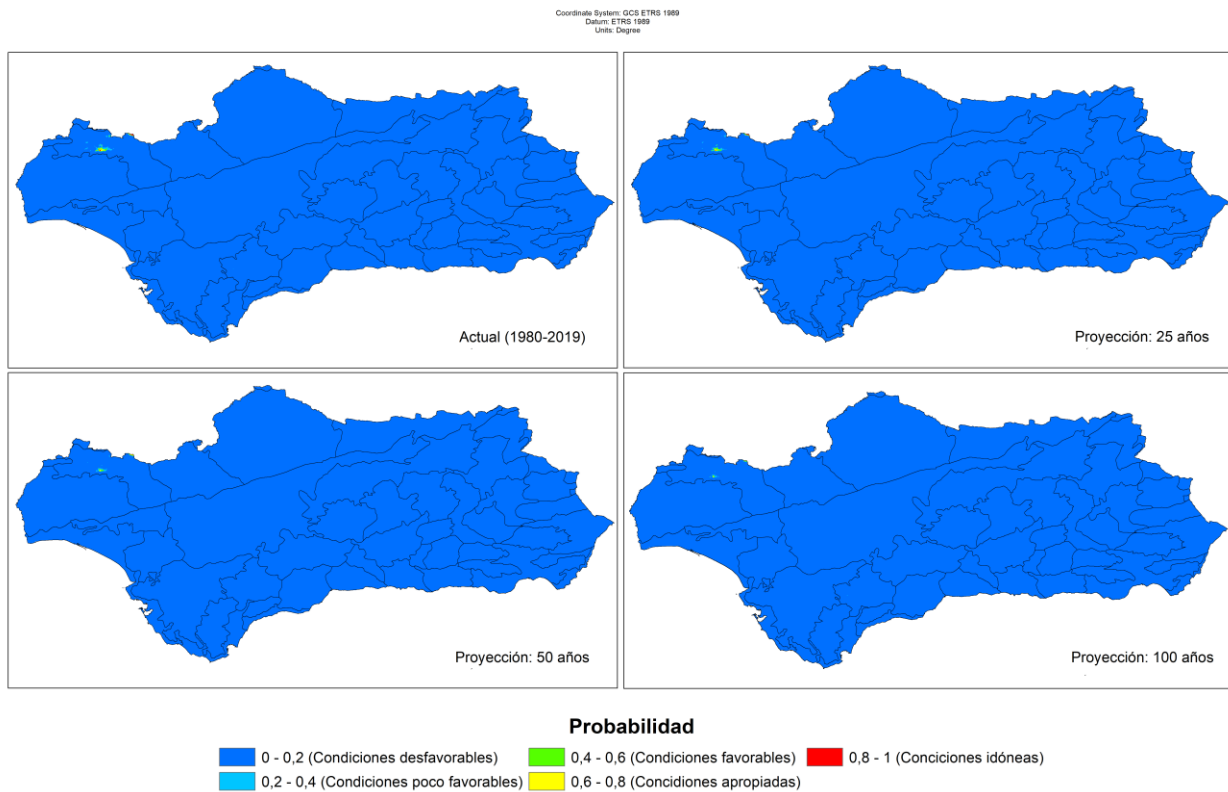 Coordinate System: GCS ETRS 1989
Datum: ETRS 1989
Units: Degree
Actual (1980-2019)
Proyección: 25 años
Proyección: 50 años
Proyección: 100 años
Probabilidad
0 - 0,2 (Condiciones desfavorables)
0,4 - 0,6 (Condiciones favorables)
0,8 - 1 (Conciciones idóneas)
0,2 - 0,4 (Condiciones poco favorables)
0,6 - 0,8 (Concidiones apropiadas)